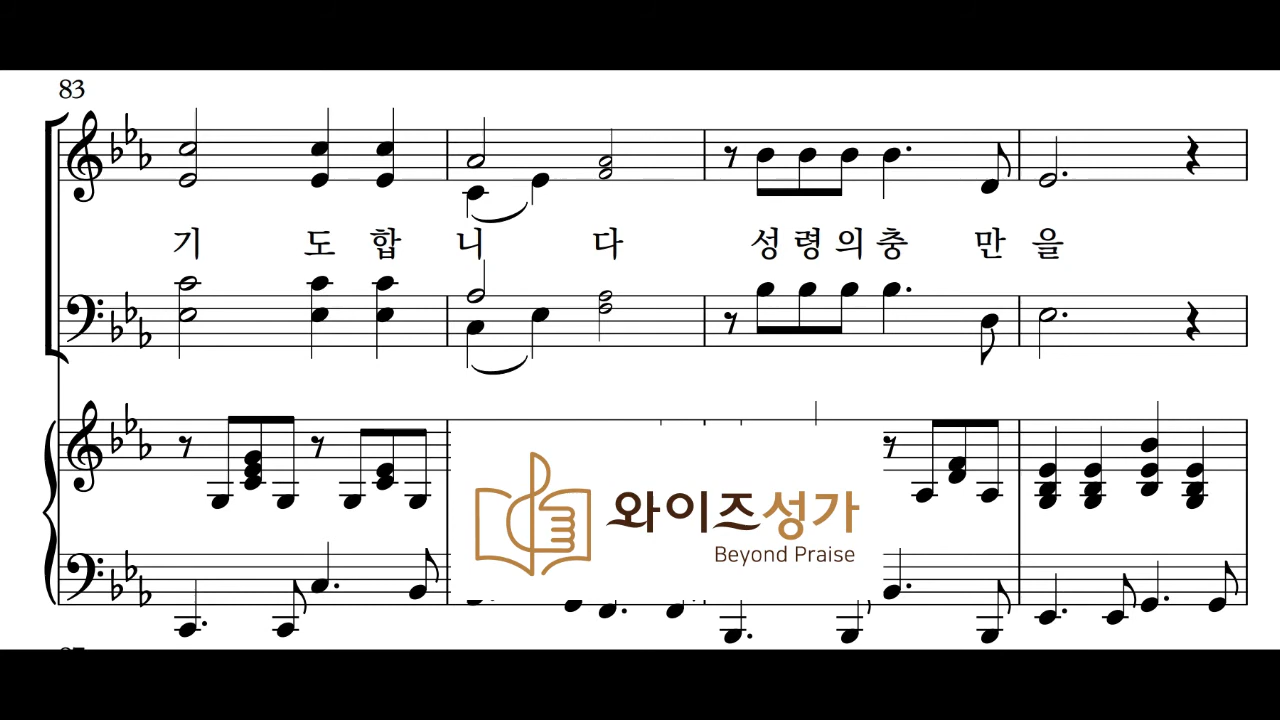 83
기 도 합 니 다 성 령 의 충 만 을
와이즈성가
Beyond Praise